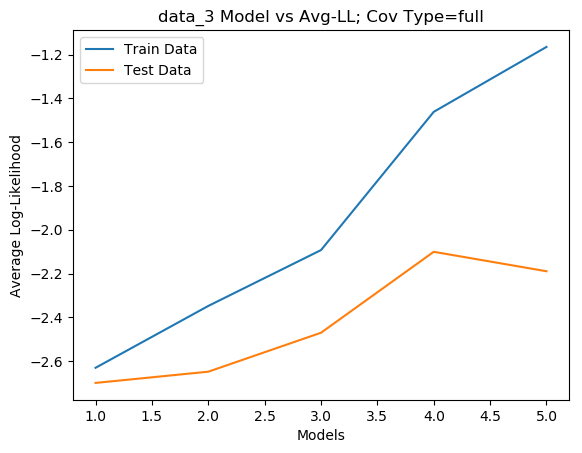 data_3 Model vs Avg-LL; Cov Type=full
Train Data
Test Data
Average Log-Likelihood
−1.2
−1.4
−1.6
−1.8
−2.0
−2.2
−2.4
−2.6
1.0 1.5 2.0 2.5 3.0 3.5 4.0 4.5 5.0
Models